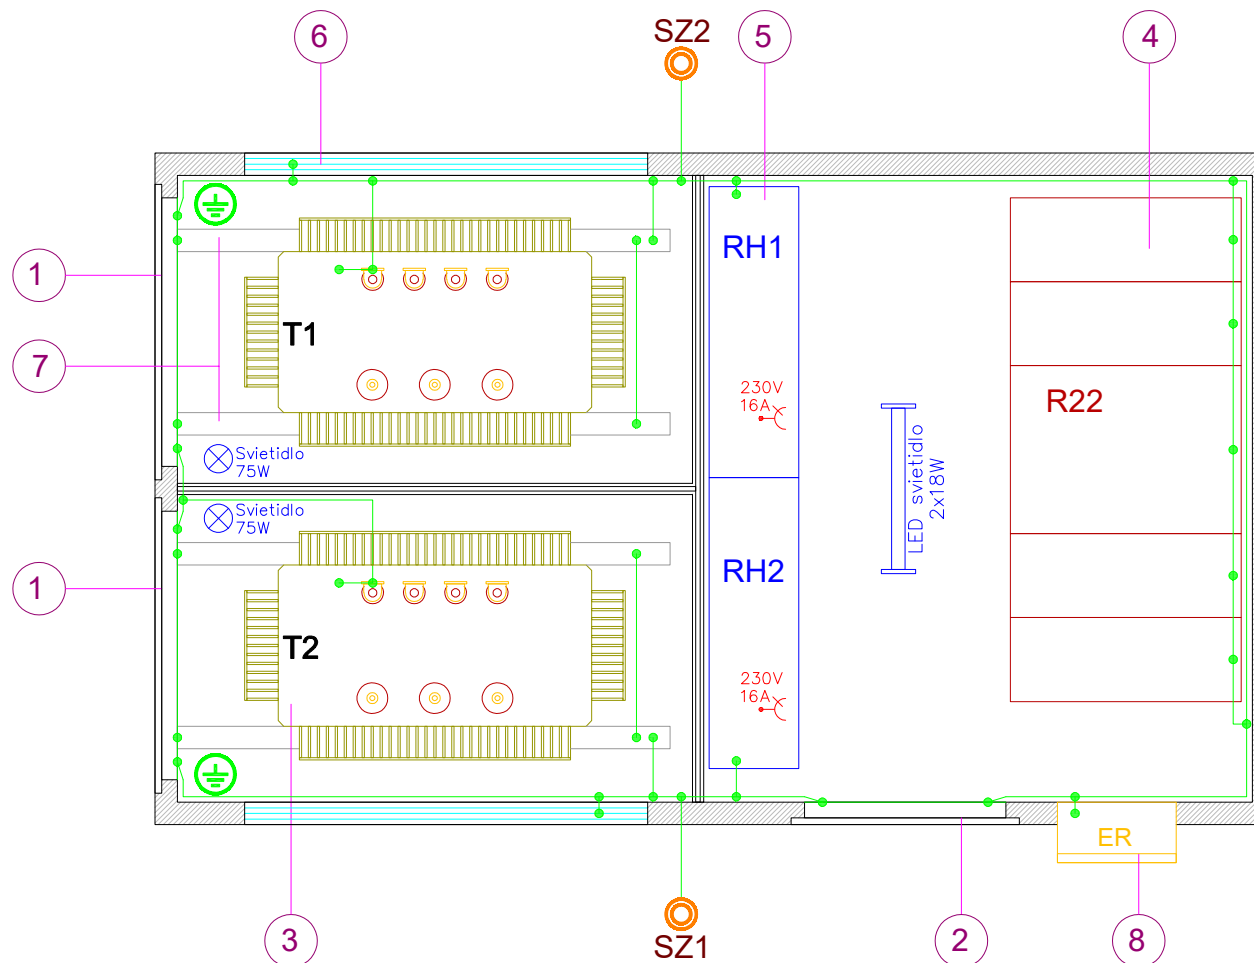 6
SZ2
5
4
RH1
1
T1
7
230V
16A
R22
Svietidlo
75W
LED svietidlo
2x18W
Svietidlo
75W
RH2
1
T2
230V
16A
ER
3
SZ1
2
8